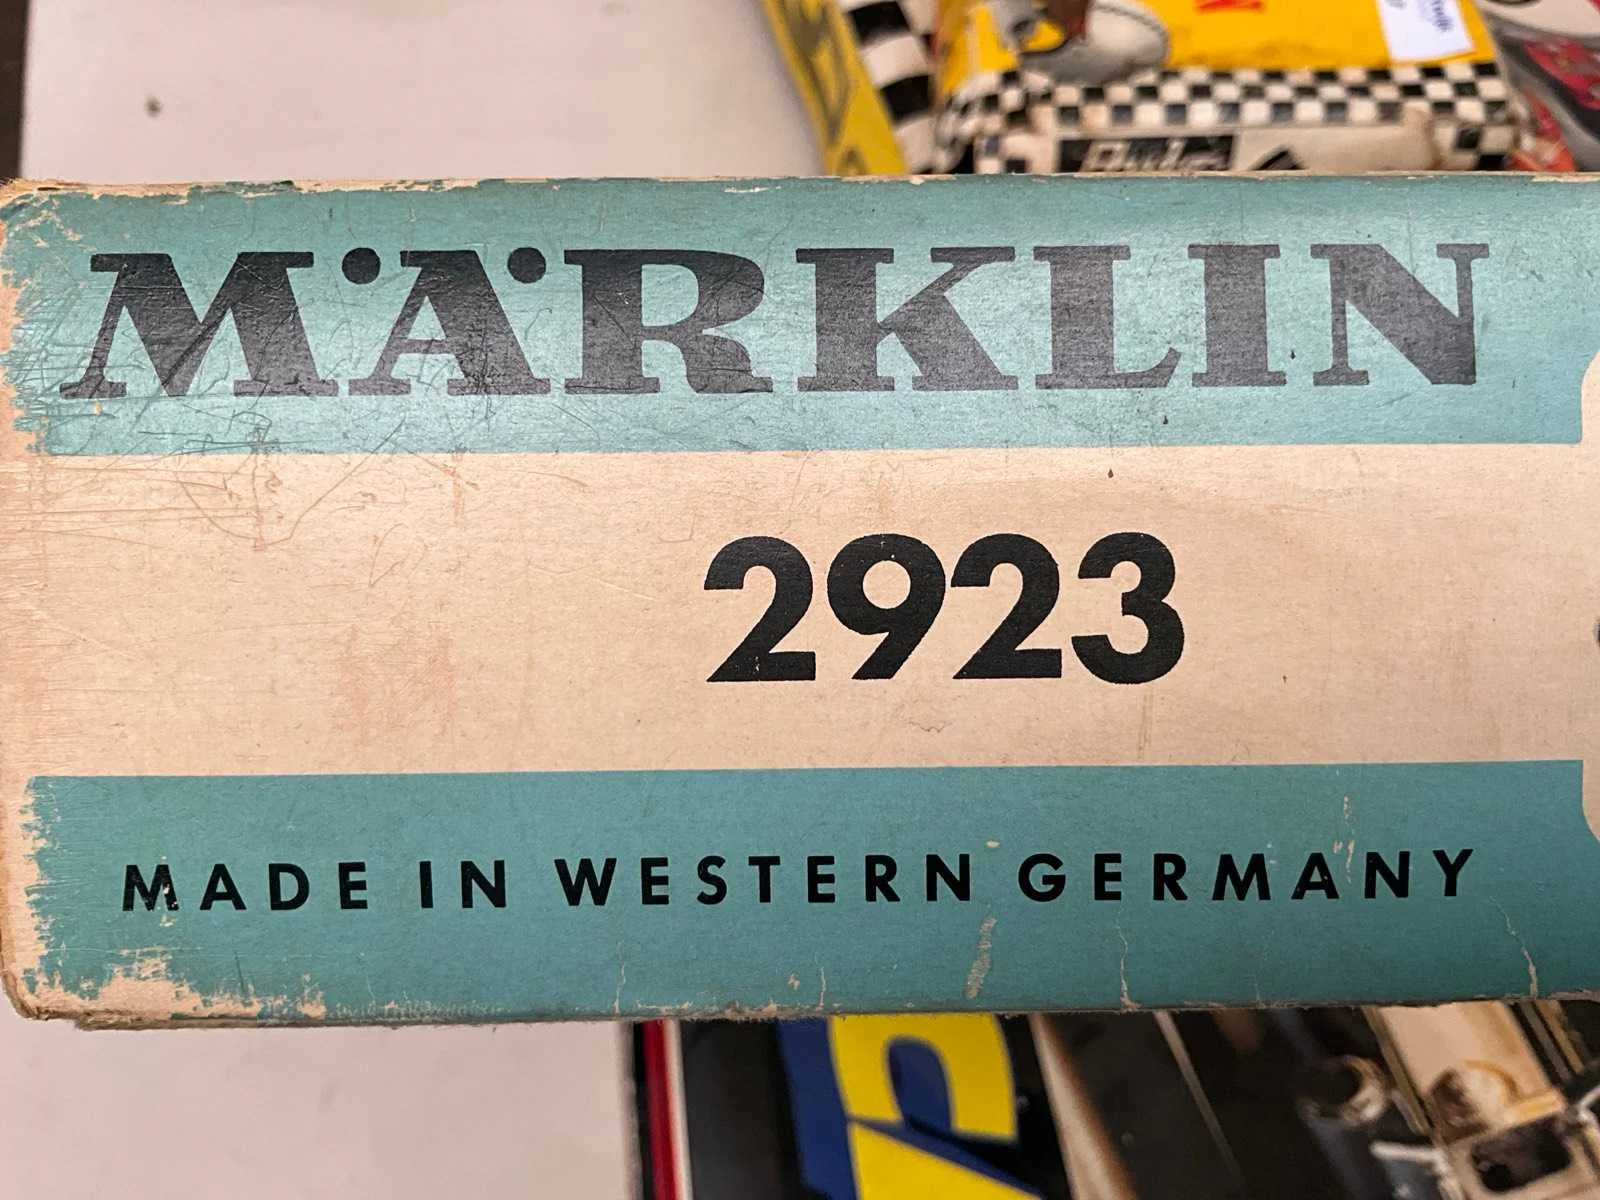 MÄRKLIN
2923
MADE IN WESTERN GERMANY